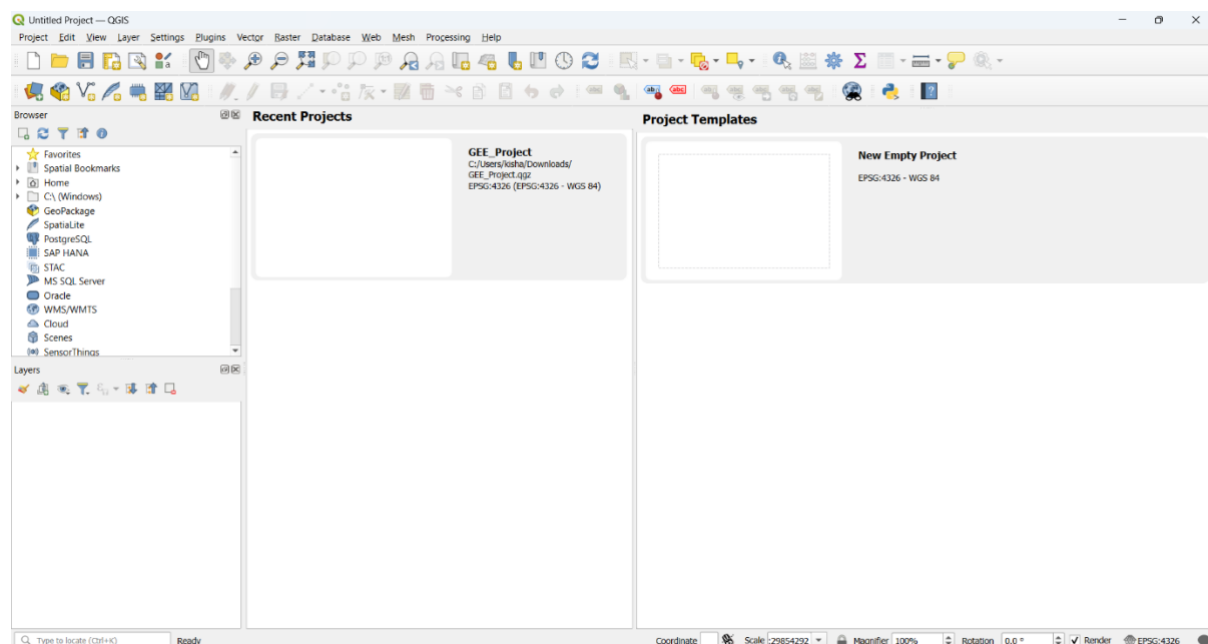 Untitled Project — QGIS
Project Edit View Layer Settings Plugins Vector Raster Database Web Mesh Processing Help
Browser
Favorites
Spatial Bookmarks
Home
C:\ (Windows)
GeoPackage
SpatiaLite
PostgreSQL
SAP HANA
STAC
MS SQL Server
Oracle
WMS/WMTS
Cloud
Scenes
SensorThings
Layers
Recent Projects
GEE_Project
C:/Users/kisha/Downloads/
GEE_Project.qgz
EPSG:4326 (EPSG:4326 - WGS 84)
Project Templates
New Empty Project
EPSG:4326 - WGS 84
Type to locate (Ctrl+K) Ready Coordinate Scale :29854292 Magnifier 100% Rotation 0.0 ° Render EPSG:4326